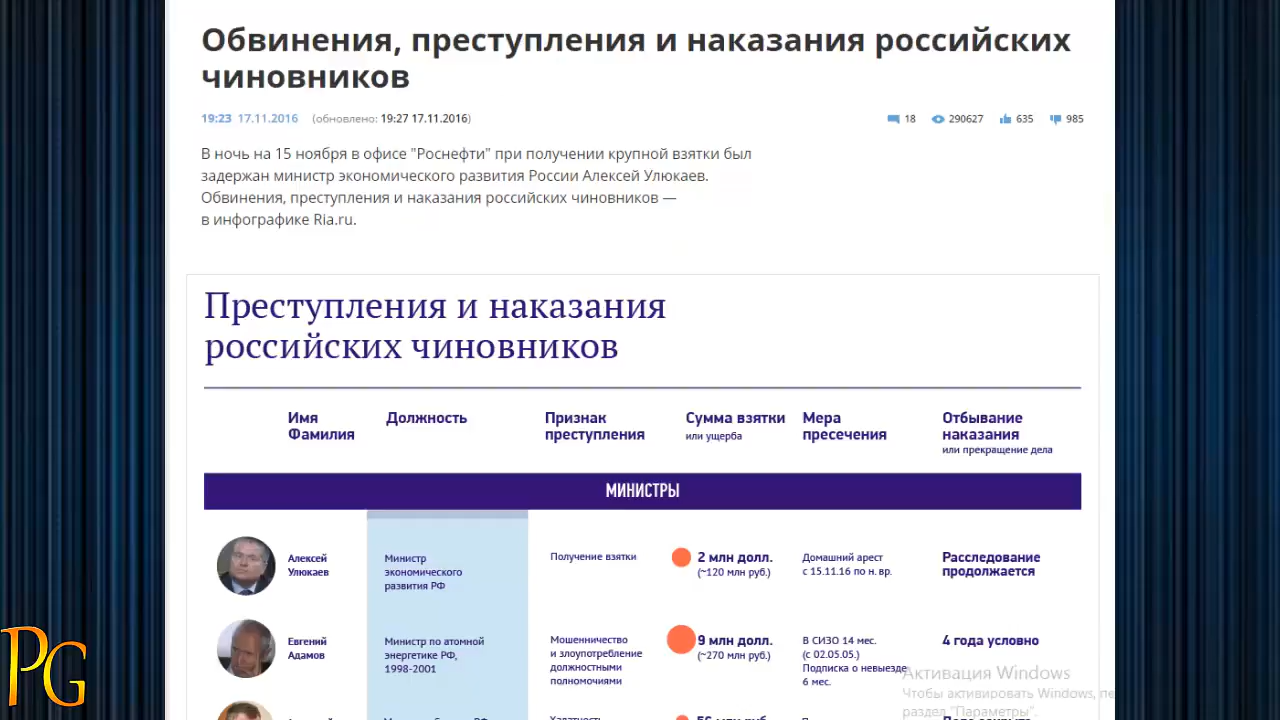 Обвинения, преступления и наказания российских
чиновников
19:23 17.11.2016 (обновлено: 19:27 17.11.2016)
18 290627 635 985
В ночь на 15 ноября в офисе "Роснефти" при получении крупной взятки был
задержан министр экономического развития России Алексей Улюкаев.
Обвинения, преступления и наказания российских чиновников —
в инфографике Ria.ru.
Преступления и наказания
российских чиновников
Имя
Фамилия
Должность
Признак
преступления
Сумма взятки
или ущерба
Мера
пресечения
Отбывание
наказания
или прекращение дела
МИНИСТРЫ
Алексей
Улюкаев
Министр
экономического
развития РФ
Получение взятки
2 млн долл.
(~120 млн руб.)
Домашний арест
с 15.11.16 по н. вр.
Расследование
продолжается
Евгений
Адамов
Министр по атомной
энергетике РФ,
1998-2001
Мошенничество
и злоупотребление
должностными
полномочиями
9 млн долл.
(~270 млн руб.)
В СИЗО 14 мес.
(с 02.05.05.)
Подписка о невыезде
6 мес.
4 года условно
Активация Windows
Чтобы активировать Windows, пе
раздел "Параметры".
PG